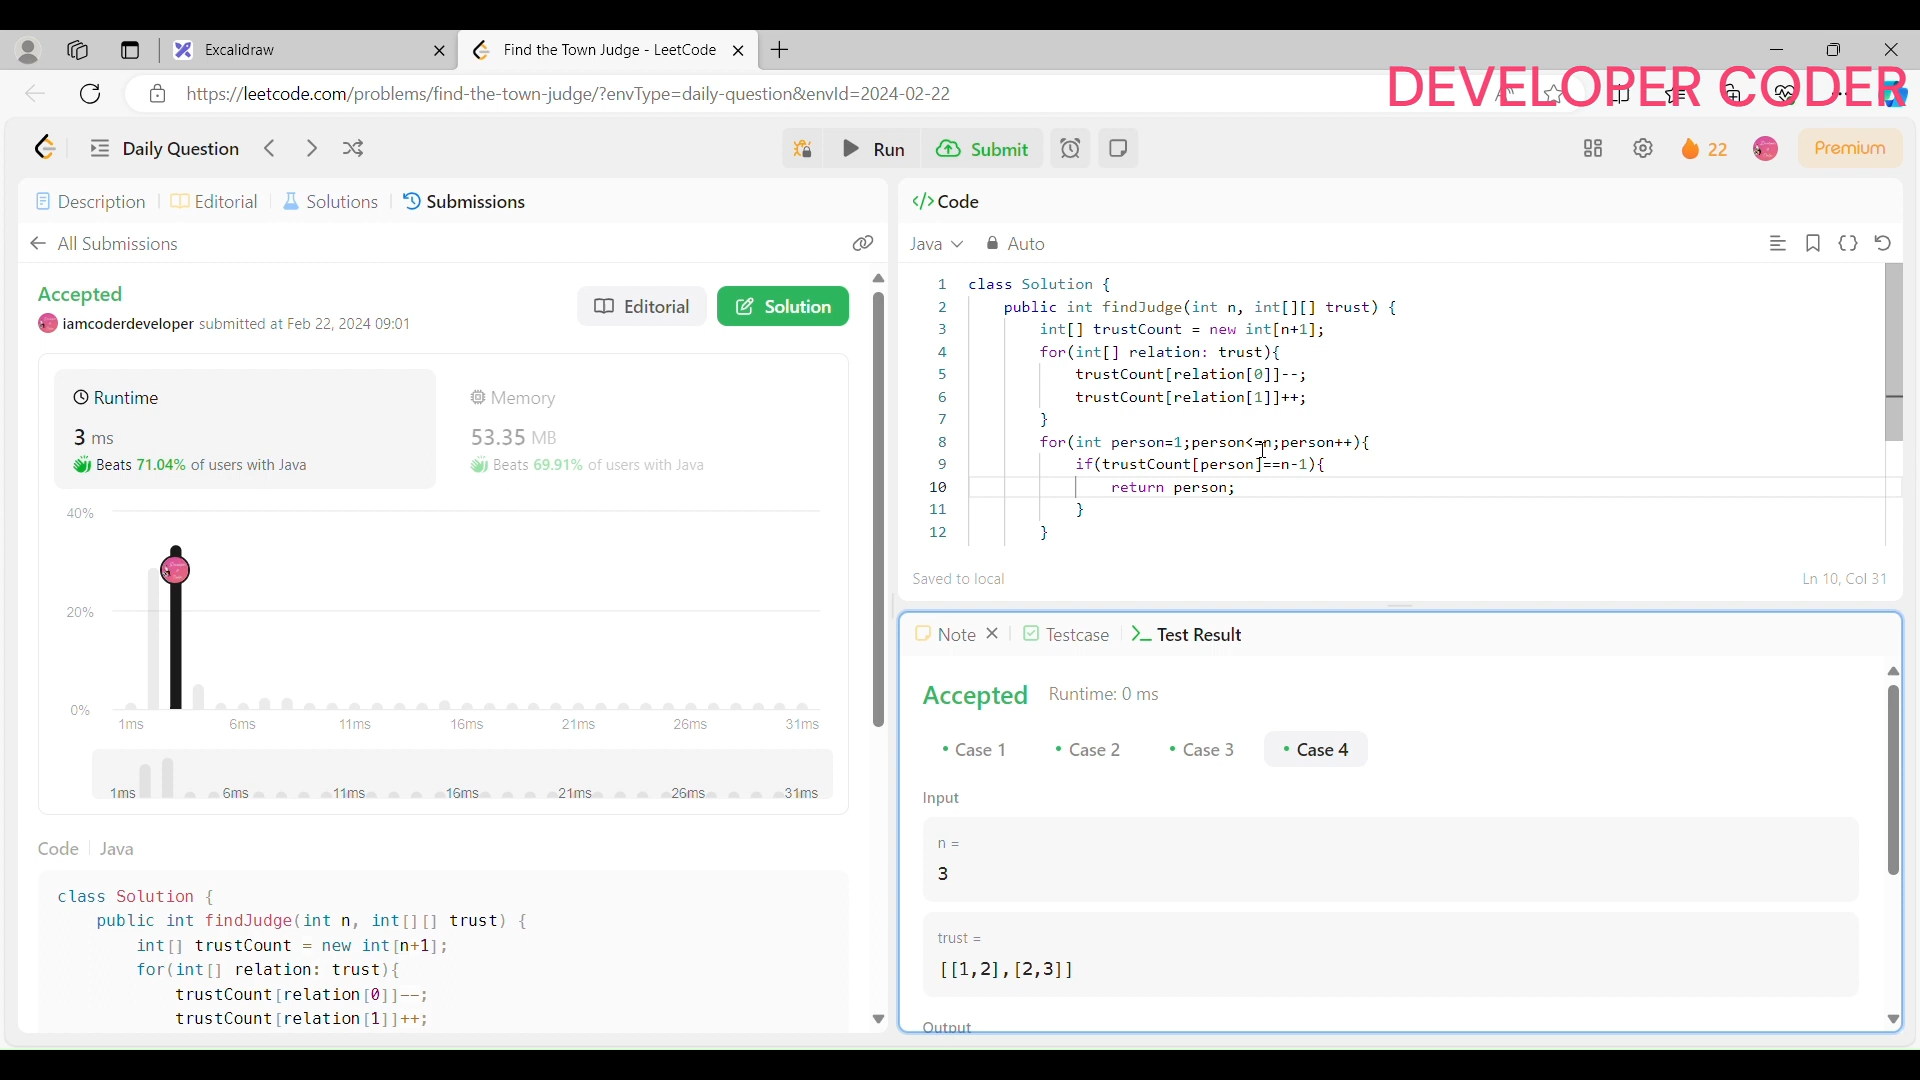 Excalidraw
Find the Town Judge - LeetCode
https://leetcode.com/problems/find-the-town-judge/?envType=daily-question&envId=2024-02-22
DEVELOPER CODER
Daily Question
Run
Submit
22
Premium
Description
Editorial
Solutions
Submissions
</> Code
All Submissions
Java
Auto
Accepted
iamcoderdeveloper submitted at Feb 22, 2024 09:01
Editorial
Solution
Runtime
3 ms
Beats 71.04% of users with Java
Memory
53.35 MB
Beats 69.91% of users with Java
40%
20%
0%
1ms 6ms 11ms 16ms 21ms 26ms 31ms
1ms 6ms 11ms 16ms 21ms 26ms 31ms
Code | Java
class Solution {
public int findJudge(int n, int[][] trust) {
int[] trustCount = new int[n+1];
for(int[] relation: trust){
trustCount[relation[0]]--;
trustCount[relation[1]]++;
1 class Solution {
2 public int findJudge(int n, int[][] trust) {
3 int[] trustCount = new int[n+1];
4 for(int[] relation: trust){
5 trustCount[relation[0]]--;
6 trustCount[relation[1]]++;
7 }
8 for(int person=1;person<=n;person++){
9 if(trustCount[person]==n-1){
10 return person;
11 }
12 }
Saved to local
Ln 10, Col 31
Note
Testcase
Test Result
Accepted Runtime: 0 ms
Case 1
Case 2
Case 3
Case 4
Input
n =
3
trust =
[[1,2],[2,3]]
Output